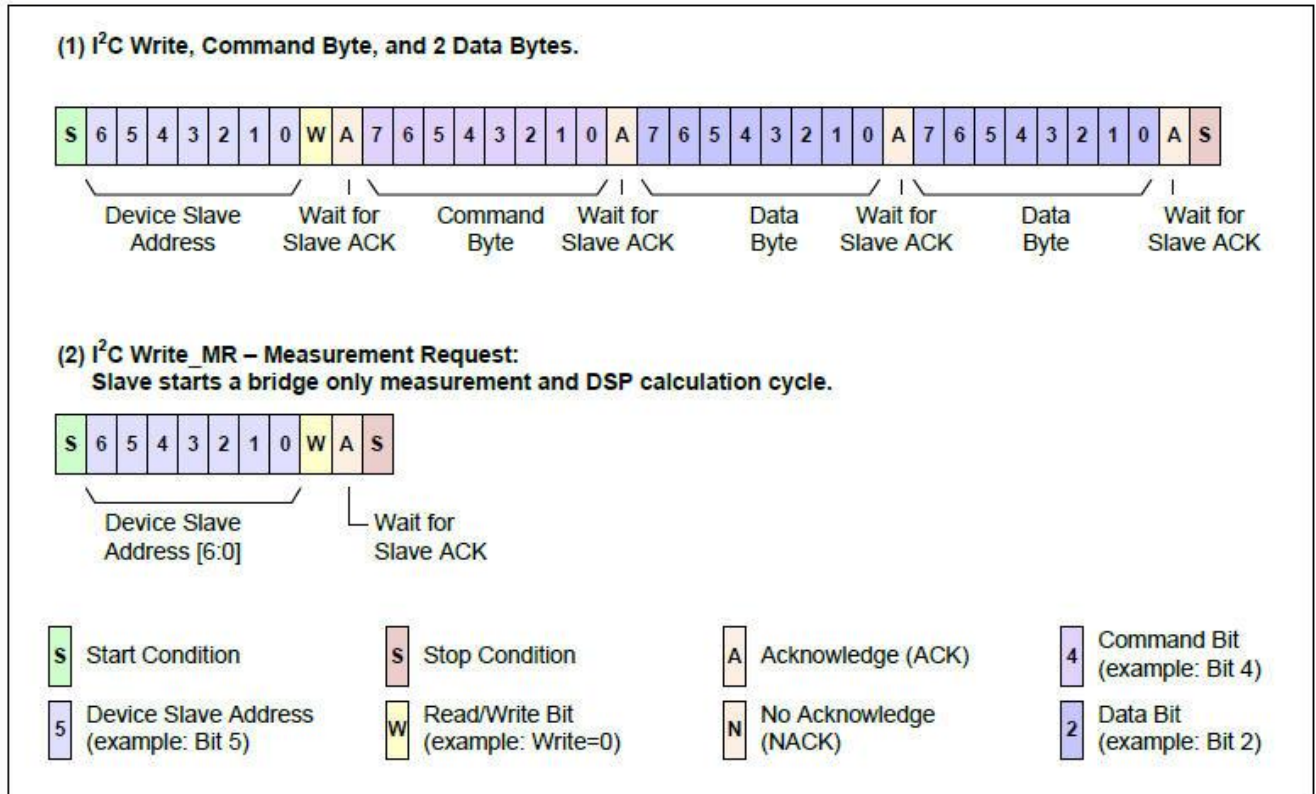 (1) I²C Write, Command Byte, and 2 Data Bytes.
S 6 5 4 3 2 1 0 W A 7 6 5 4 3 2 1 0 A 7 6 5 4 3 2 1 0 A 7 6 5 4 3 2 1 0 A S
Device Slave Address
Wait for Slave ACK
Command Byte
Wait for Slave ACK
Data Byte
Wait for Slave ACK
Data Byte
Wait for Slave ACK
(2) I²C Write_MR – Measurement Request:
Slave starts a bridge only measurement and DSP calculation cycle.
S 6 5 4 3 2 1 0 W A S
Device Slave
Address [6:0]
Wait for
Slave ACK
S Start Condition
S Stop Condition
A Acknowledge (ACK)
4 Command Bit
(example: Bit 4)
5 Device Slave Address
(example: Bit 5)
W Read/Write Bit
(example: Write=0)
N No Acknowledge
(NACK)
2 Data Bit
(example: Bit 2)